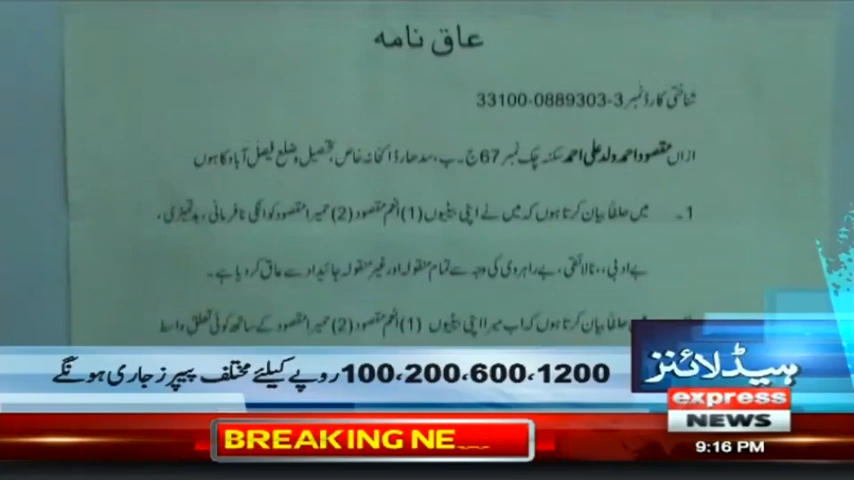 عاق نامہ
شناختی کارڈ نمبر 3-0889303-33100
ازاں مقصود احمد ولد علی احمد سکنہ چک نمبر 67 ج۔ب، سدھار ڈاکخانہ خاص، تحصیل و ضلع فیصل آباد کا ہوں
1۔ میں حلفاً بیان کرتا ہوں کہ میں نے اپنی بیٹیوں (1) انعم مقصود (2) حمیرا مقصود کو انکی نافرمانی، بدتمیزی،
بے ادبی،، نالائقی، بے راہروی کی وجہ سے تمام منقولہ اور غیر منقولہ جائیداد سے عاق کر دیا ہے۔
میں حلفاً بیان کرتا ہوں کہ اب میرا اپنی بیٹیوں (1) انعم مقصود (2) حمیرا مقصود کے ساتھ کوئی تعلق واسط
100،200،600،1200 روپے کیلئے مختلف پیپرز جاری ہونگے
ہیڈلائنز
express
NEWS
BREAKING NE
9:16 PM